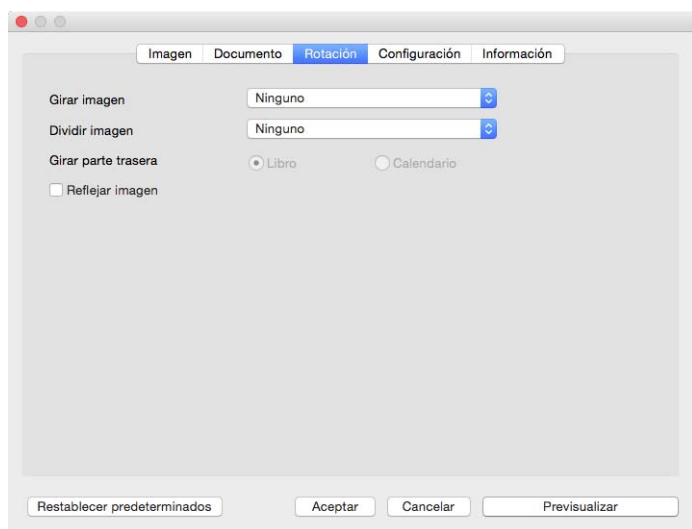 Imagen Documento Rotación Configuración Información
Girar imagen Ninguno
Dividir imagen Ninguno
Girar parte trasera Libro Calendario
Reflejar imagen
Restablecer predeterminados Aceptar Cancelar Previsualizar